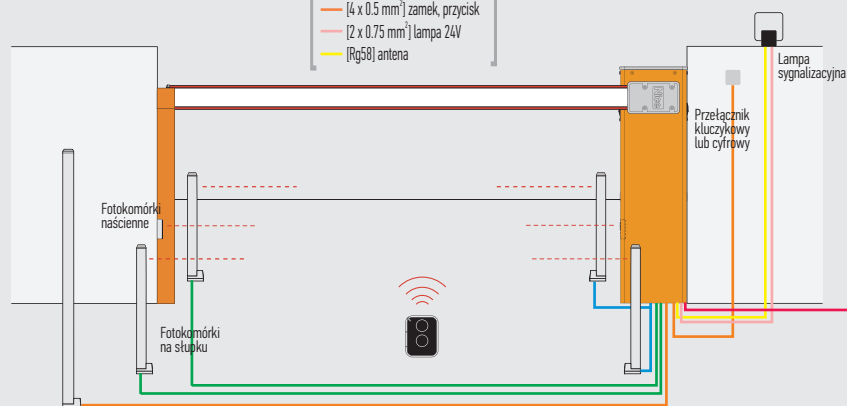 [4 x 0.5 mm²] zamek, przycisk
[2 x 0.75 mm²] lampa 24V
[Rg58] antena
Lampa
sygnalizacyjna
Przełącznik
kluczykowy
lub cyfrowy
Fotokomórki
naścienne
Fotokomórki
na słupku